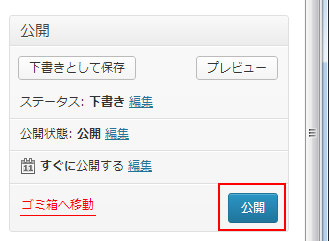 公開
下書きとして保存 プレビュー
ステータス: 下書き 編集
公開状態: 公開 編集
11 すぐに公開する 編集
ゴミ箱へ移動 公開